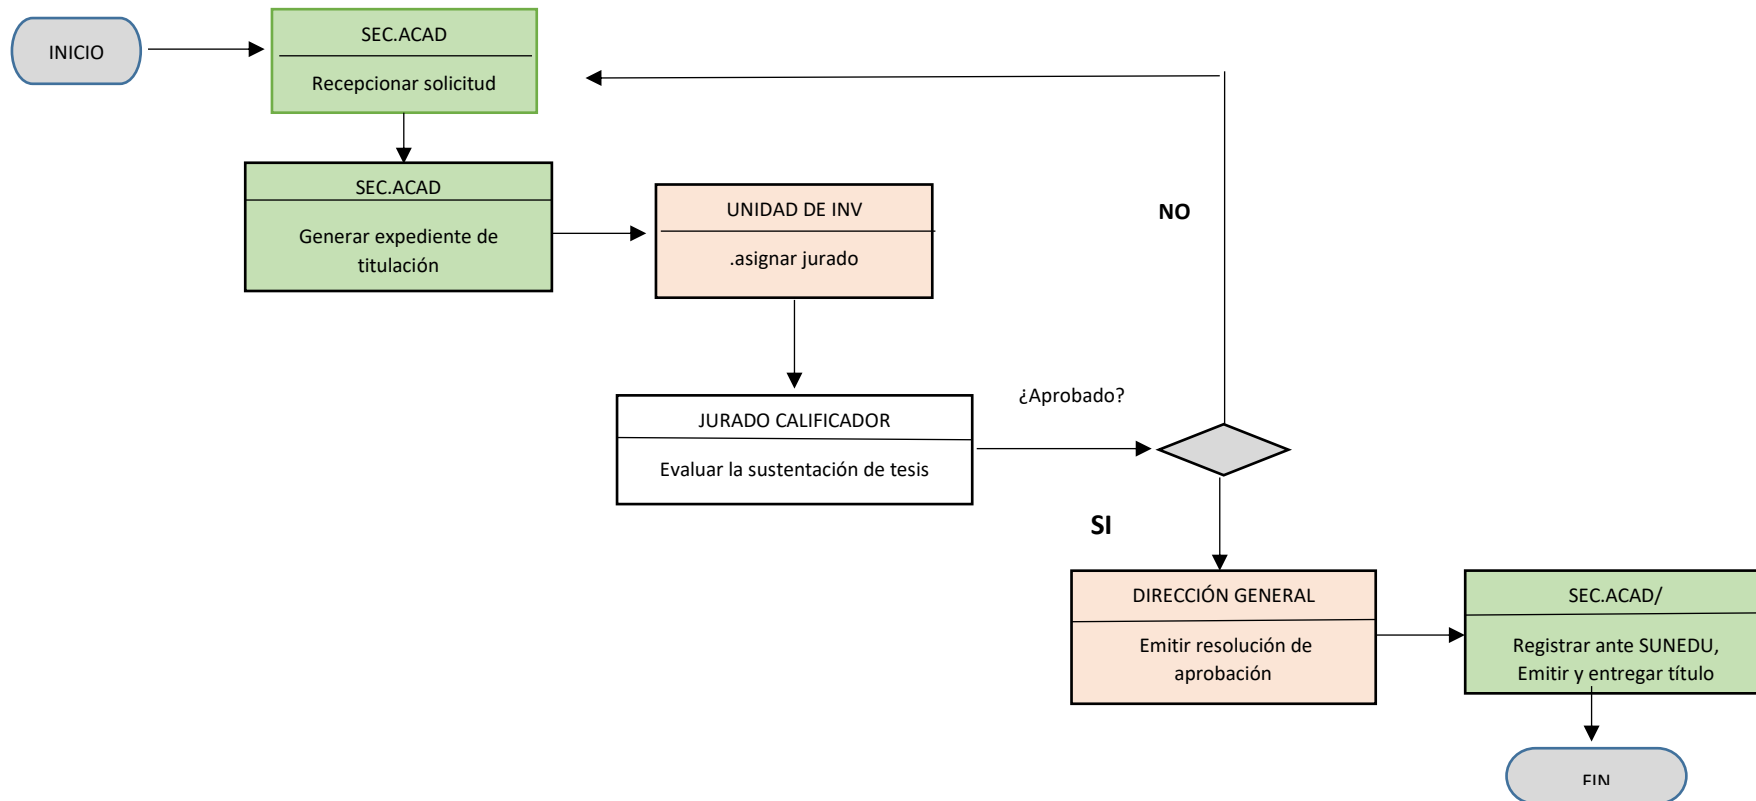 INICIO
SEC.ACAD
Recepcionar solicitud
SEC.ACAD
Generar expediente de
titulación
UNIDAD DE INV
.asignar jurado
NO
JURADO CALIFICADOR
Evaluar la sustentación de tesis
¿Aprobado?
SI
DIRECCIÓN GENERAL
Emitir resolución de
aprobación
SEC.ACAD/
Registrar ante SUNEDU,
Emitir y entregar título
FIN